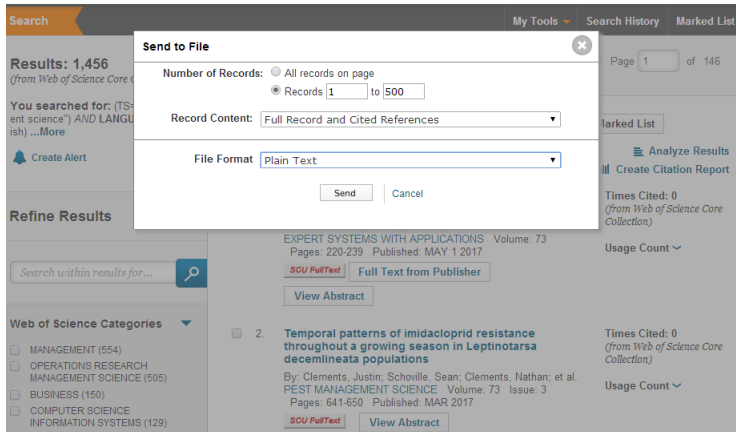 Search
My Tools
Search History
Marked List
Send to File
Results: 1,456
(from Web of Science Core C
Number of Records:
All records on page
Records 1 to 500
Page 1 of 146
You searched for: (TS=
ent science") AND LANGU
ish) ...More
Record Content:
Full Record and Cited References
Marked List
Create Alert
File Format
Plain Text
Analyze Results
Create Citation Report
Send
Cancel
Times Cited: 0
(from Web of Science Core
Collection)
Usage Count
Refine Results
EXPERT SYSTEMS WITH APPLICATIONS Volume: 73
Pages: 220-239 Published: MAY 1 2017
SCU FullText
Full Text from Publisher
View Abstract
Search within results for...
Web of Science Categories
MANAGEMENT (554)
OPERATIONS RESEARCH
MANAGEMENT SCIENCE (505)
BUSINESS (150)
COMPUTER SCIENCE
INFORMATION SYSTEMS (129)
2.
Temporal patterns of imidacloprid resistance
throughout a growing season in Leptinotarsa
decemlineata populations
By: Clements, Justin; Schoville, Sean; Clements, Nathan; et al.
PEST MANAGEMENT SCIENCE Volume: 73 Issue: 3
Pages: 641-650 Published: MAR 2017
SCU FullText
View Abstract
Times Cited: 0
(from Web of Science Core
Collection)
Usage Count